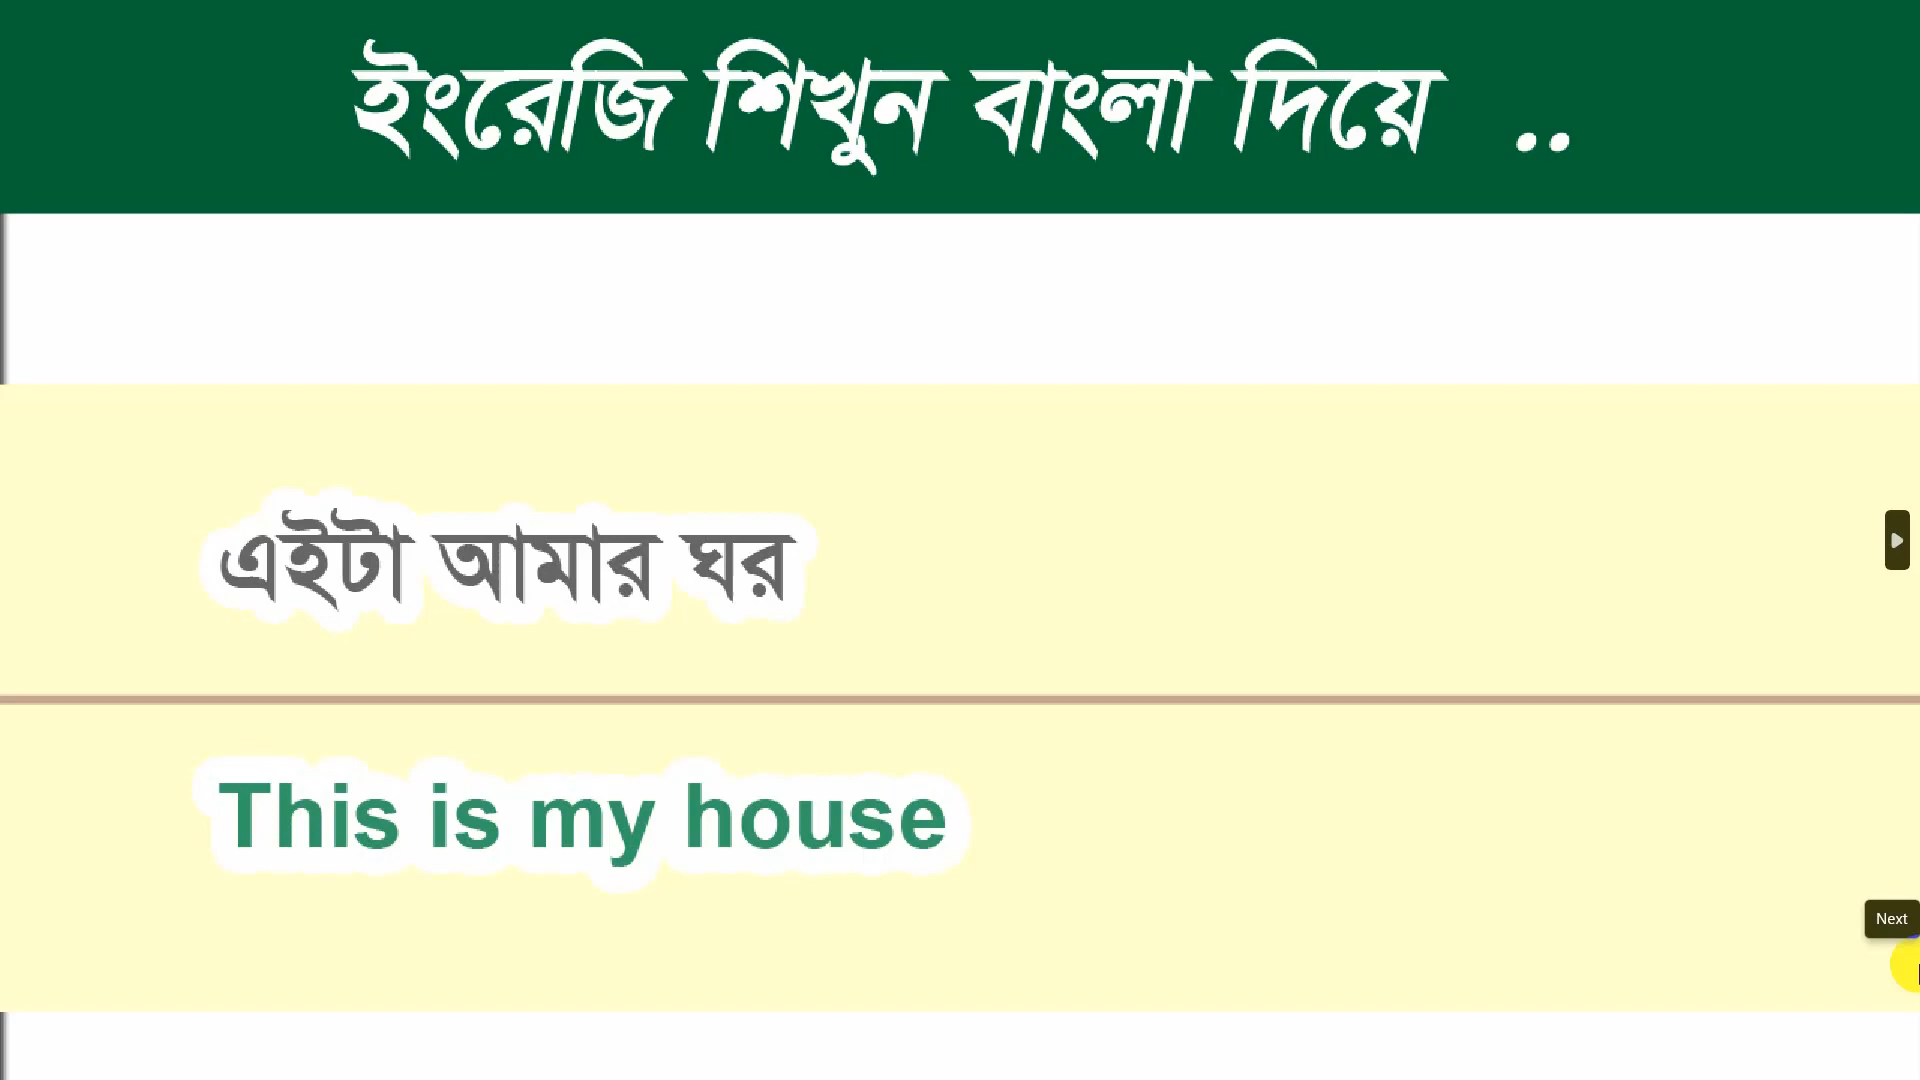 ইংরেজি শিখুন বাংলা দিয়ে ..
এইটা আমার ঘর
This is my house
Next